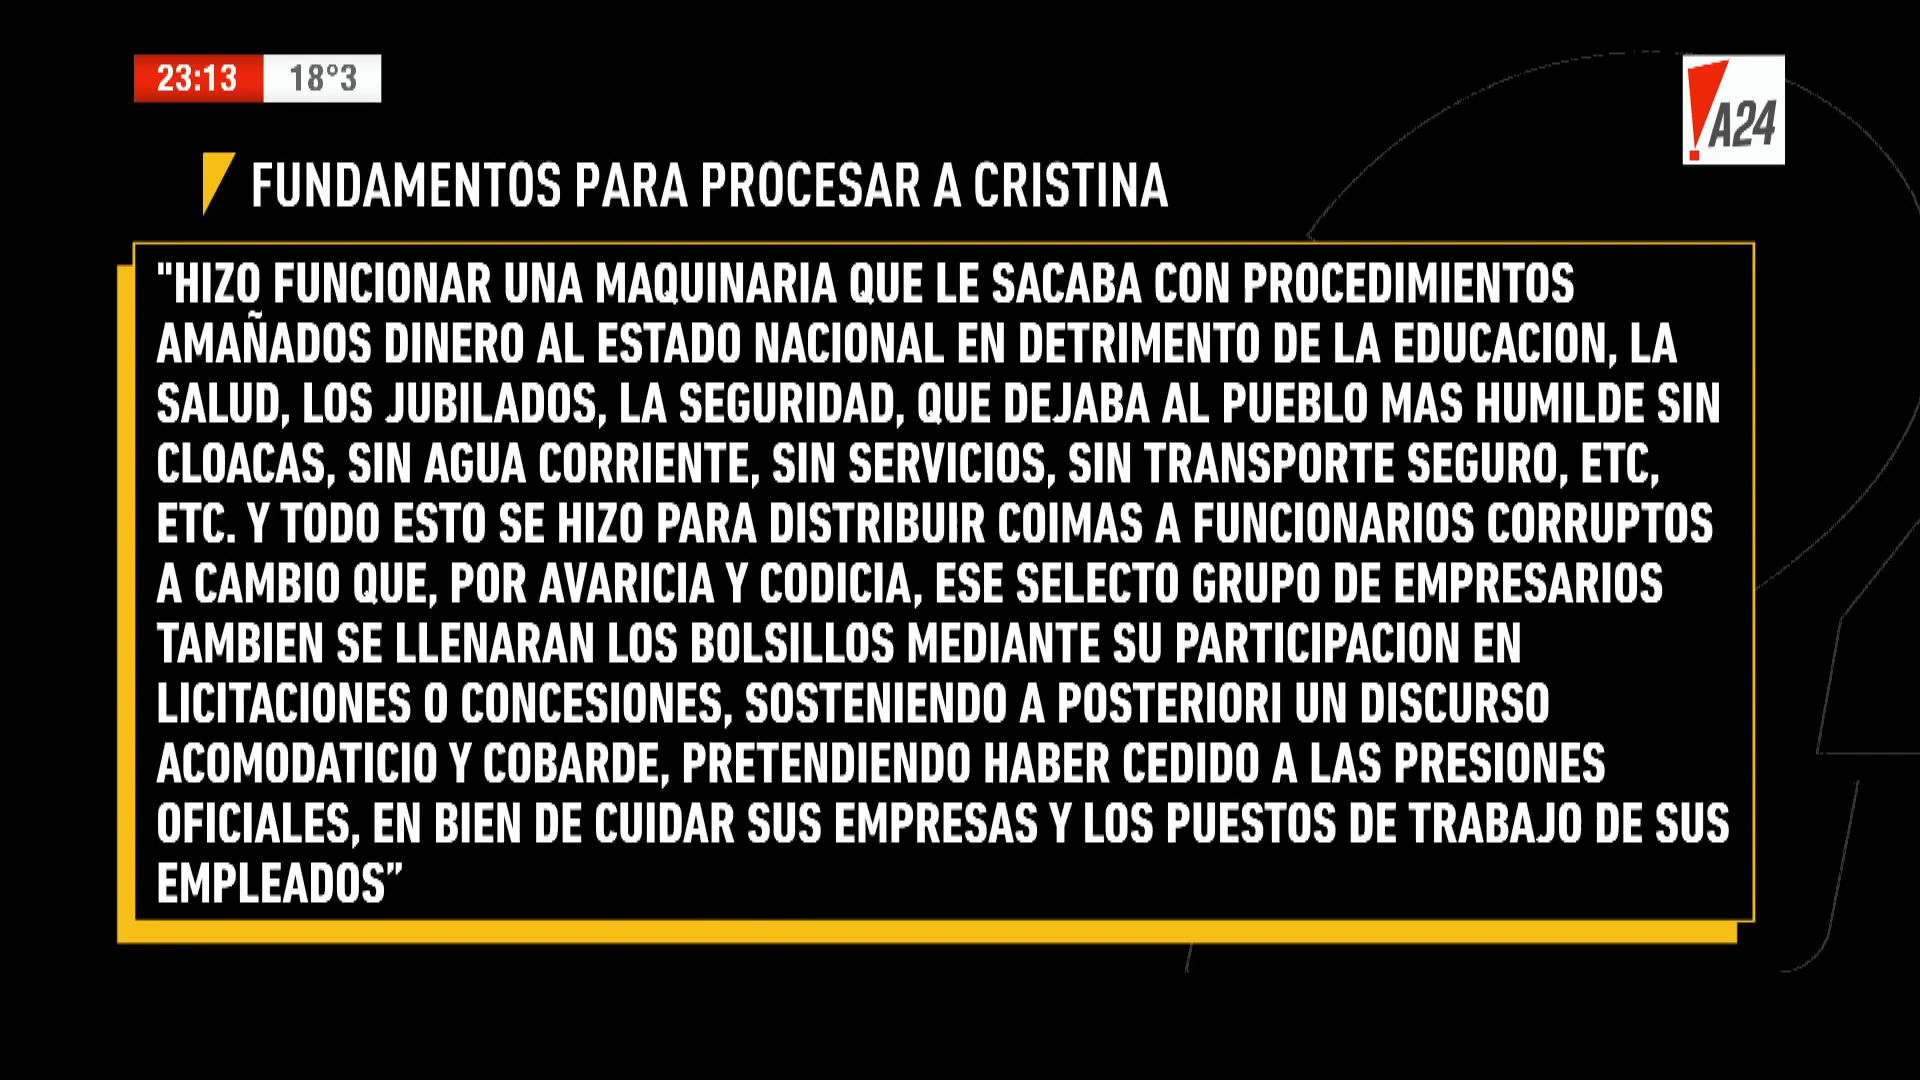 23:13 18°3
A24
FUNDAMENTOS PARA PROCESAR A CRISTINA
"HIZO FUNCIONAR UNA MAQUINARIA QUE LE SACABA CON PROCEDIMIENTOS
AMAÑADOS DINERO AL ESTADO NACIONAL EN DETRIMENTO DE LA EDUCACION, LA
SALUD, LOS JUBILADOS, LA SEGURIDAD, QUE DEJABA AL PUEBLO MAS HUMILDE SIN
CLOACAS, SIN AGUA CORRIENTE, SIN SERVICIOS, SIN TRANSPORTE SEGURO, ETC,
ETC. Y TODO ESTO SE HIZO PARA DISTRIBUIR COIMAS A FUNCIONARIOS CORRUPTOS
A CAMBIO QUE, POR AVARICIA Y CODICIA, ESE SELECTO GRUPO DE EMPRESARIOS
TAMBIEN SE LLENARAN LOS BOLSILLOS MEDIANTE SU PARTICIPACION EN
LICITACIONES O CONCESIONES, SOSTENIENDO A POSTERIORI UN DISCURSO
ACOMODATICIO Y COBARDE, PRETENDIENDO HABER CEDIDO A LAS PRESIONES
OFICIALES, EN BIEN DE CUIDAR SUS EMPRESAS Y LOS PUESTOS DE TRABAJO DE SUS
EMPLEADOS”